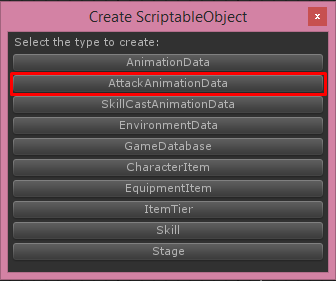 Create ScriptableObject
x
Select the type to create:
AnimationData
AttackAnimationData
SkillCastAnimationData
EnvironmentData
GameDatabase
CharacterItem
EquipmentItem
ItemTier
Skill
Stage